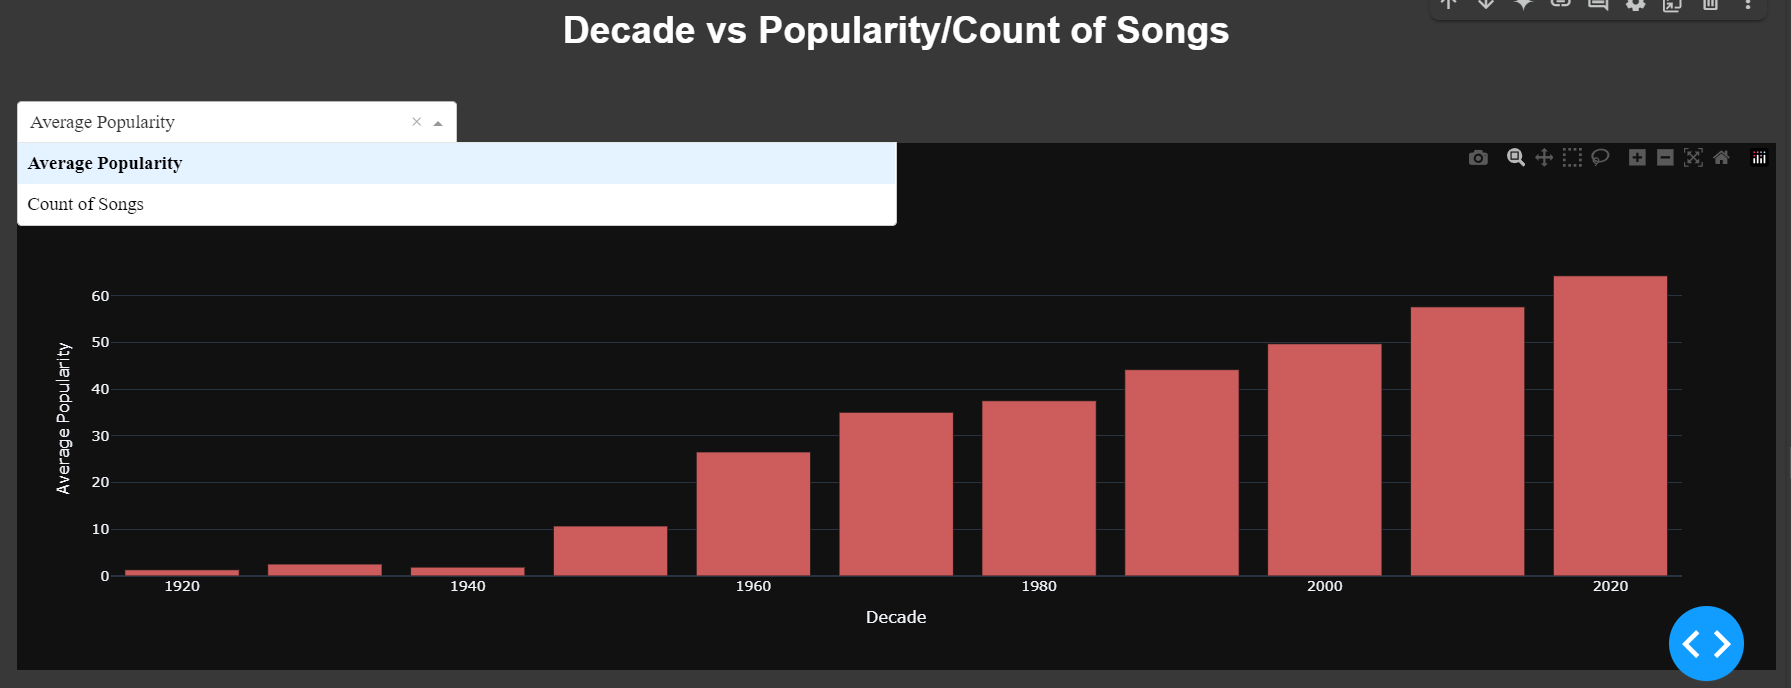 Decade vs Popularity/Count of Songs
Average Popularity
Average Popularity
Count of Songs
60
50
40
30
20
10
0
Average Popularity
1920 1940 1960 1980 2000 2020
Decade